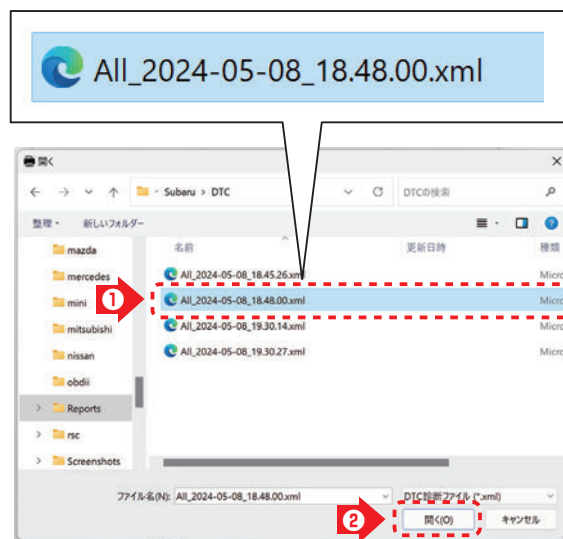 All_2024-05-08_18.48.00.xml
開く
Subaru > DTC
DTCの検索
整理
新しいフォルダー
名前
更新日時
種類
mazda
mercedes
mini
mitsubishi
nissan
obdii
Reports
rsc
Screenshots
All_2024-05-08_18.45.26.xml
Micro
❶
All_2024-05-08_18.48.00.xml
Micro
All_2024-05-08_19.30.14.xml
Micro
All_2024-05-08_19.30.27.xml
Micro
ファイル名(N):
All_2024-05-08_18.48.00.xml
DTC診断ファイル (*.xml)
❷
開く(O)
キャンセル